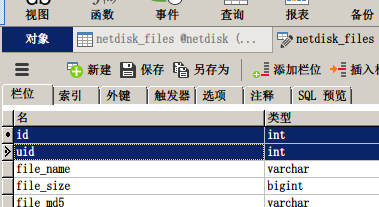 视图 函数 事件 查询 报表 备份
对象 netdisk_files @netdisk (... netdisk_files
新建 保存 另存为 添加栏位
栏位 索引 外键 触发器 选项 注释 SQL 预览
名 类型
id int
uid int
file_name varchar
file_size bigint
file_md5 varchar